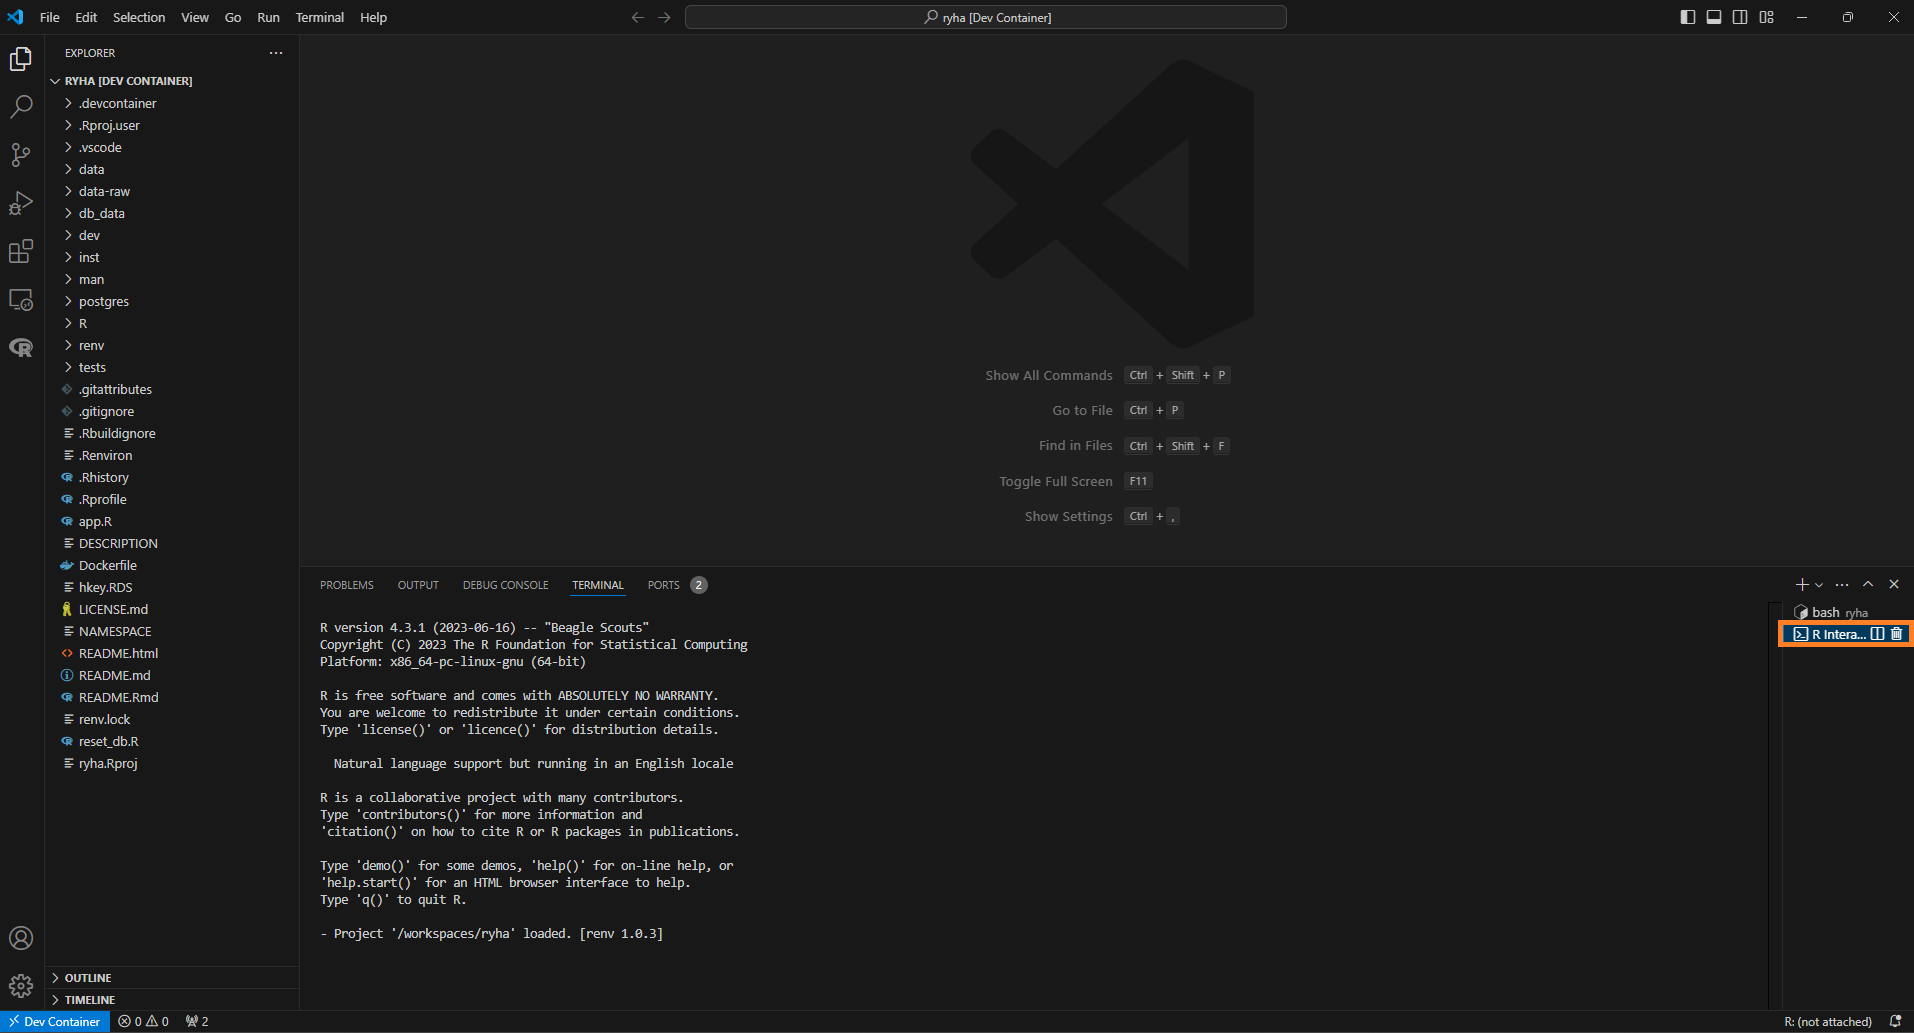 File Edit Selection View Go Run Terminal Help
ryha [Dev Container]
EXPLORER
RYHA [DEV CONTAINER]
.devcontainer
.Rproj.user
.vscode
data
data-raw
db_data
dev
inst
man
postgres
R
renv
tests
.gitattributes
.gitignore
.Rbuildignore
.Renviron
.Rhistory
.Rprofile
app.R
DESCRIPTION
Dockerfile
hkey.RDS
LICENSE.md
NAMESPACE
README.html
README.md
README.Rmd
renv.lock
reset_db.R
ryha.Rproj
OUTLINE
TIMELINE
Show All Commands Ctrl + Shift + P
Go to File Ctrl + P
Find in Files Ctrl + Shift + F
Toggle Full Screen F11
Show Settings Ctrl + ,
PROBLEMS OUTPUT DEBUG CONSOLE TERMINAL PORTS 2
R version 4.3.1 (2023-06-16) -- "Beagle Scouts"
Copyright (C) 2023 The R Foundation for Statistical Computing
Platform: x86_64-pc-linux-gnu (64-bit)
R is free software and comes with ABSOLUTELY NO WARRANTY.
You are welcome to redistribute it under certain conditions.
Type 'license()' or 'licence()' for distribution details.
Natural language support but running in an English locale
R is a collaborative project with many contributors.
Type 'contributors()' for more information and
'citation()' on how to cite R or R packages in publications.
Type 'demo()' for some demos, 'help()' for on-line help, or
'help.start()' for an HTML browser interface to help.
Type 'q()' to quit R.
- Project '/workspaces/ryha' loaded. [renv 1.0.3]
bash ryha
R Intera...
Dev Container 0 0 2
R: (not attached)